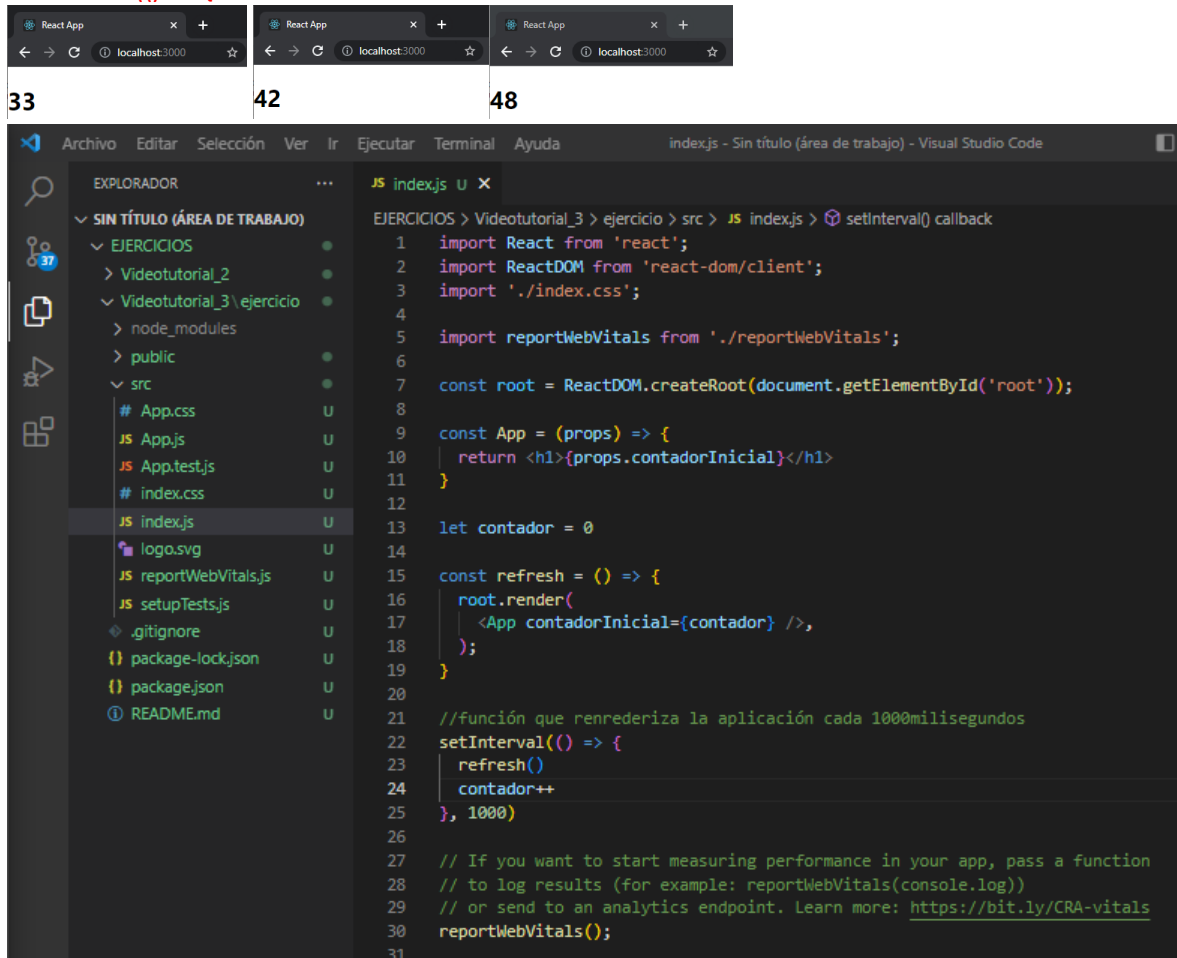 React App × +
localhost:3000
33
React App × +
localhost:3000
42
React App × +
localhost:3000
48
Archivo Editar Selección Ver Ir Ejecutar Terminal Ayuda index.js - Sin título (área de trabajo) - Visual Studio Code
37
EXPLORADOR ···
SIN TÍTULO (ÁREA DE TRABAJO)
EJERCICIOS
Videotutorial_2
Videotutorial_3\ejercicio
node_modules
public
src
# App.css U
JS App.js U
JS App.test.js U
# index.css U
JS index.js U
logo.svg U
JS reportWebVitals.js U
JS setupTests.js U
.gitignore U
{} package-lock.json U
{} package.json U
README.md U
JS index.js U ×
EJERCICIOS > Videotutorial_3 > ejercicio > src > JS index.js > setInterval() callback
1 import React from 'react';
2 import ReactDOM from 'react-dom/client';
3 import './index.css';
4
5 import reportWebVitals from './reportWebVitals';
6
7 const root = ReactDOM.createRoot(document.getElementById('root'));
8
9 const App = (props) => {
10 return <h1>{props.contadorInicial}</h1>
11 }
12
13 let contador = 0
14
15 const refresh = () => {
16 root.render(
17 <App contadorInicial={contador} />,
18 );
19 }
20
21 //función que renrederiza la aplicación cada 1000milisegundos
22 setInterval(() => {
23 refresh()
24 contador++
25 }, 1000)
26
27 // If you want to start measuring performance in your app, pass a function
28 // to log results (for example: reportWebVitals(console.log))
29 // or send to an analytics endpoint. Learn more: https://bit.ly/CRA-vitals
30 reportWebVitals();
31